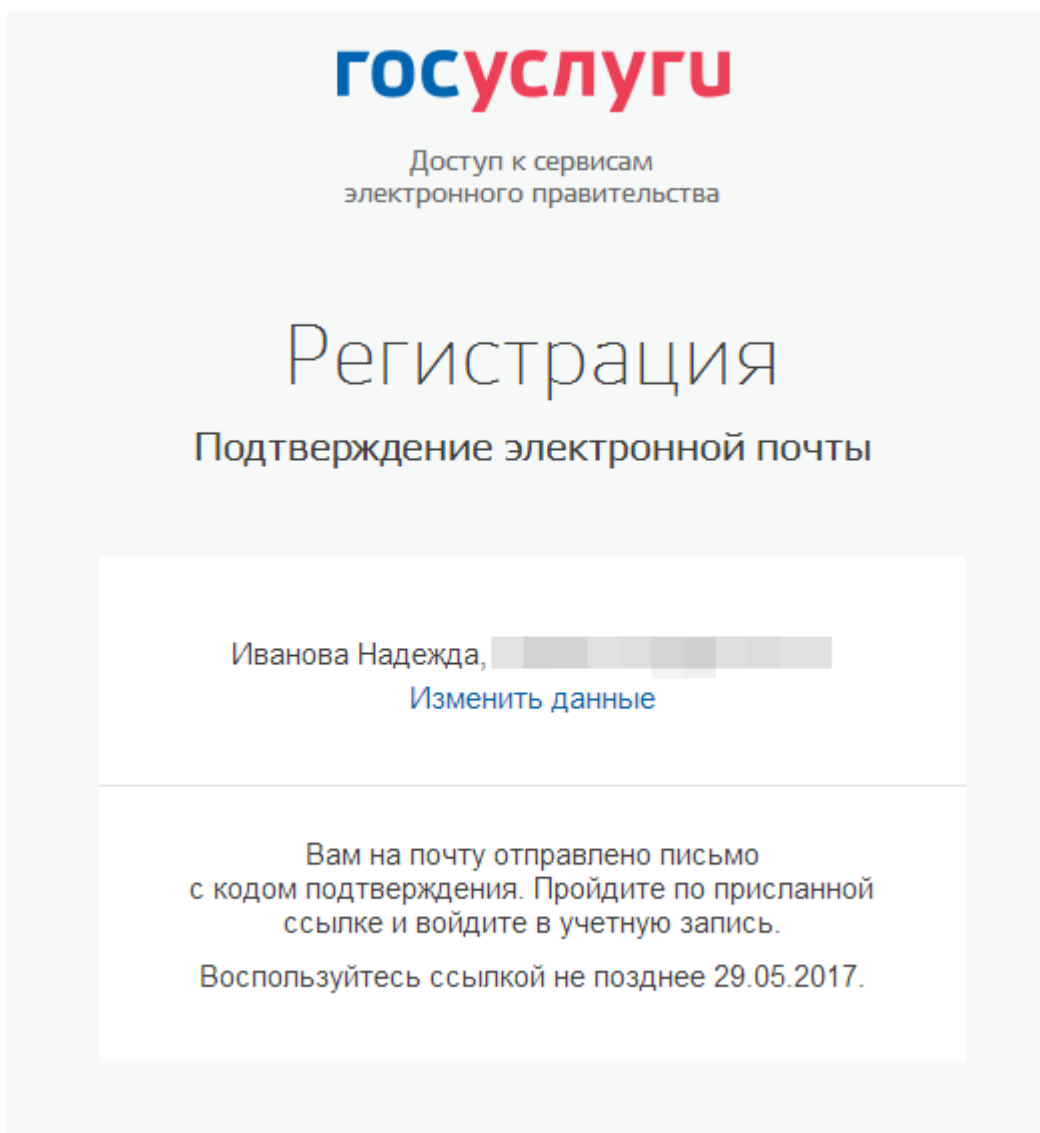 госуслуги
Доступ к сервисам
электронного правительства
Регистрация
Подтверждение электронной почты
Иванова Надежда,
Изменить данные
Вам на почту отправлено письмо
с кодом подтверждения. Пройдите по присланной
ссылке и войдите в учетную запись.
Воспользуйтесь ссылкой не позднее 29.05.2017.